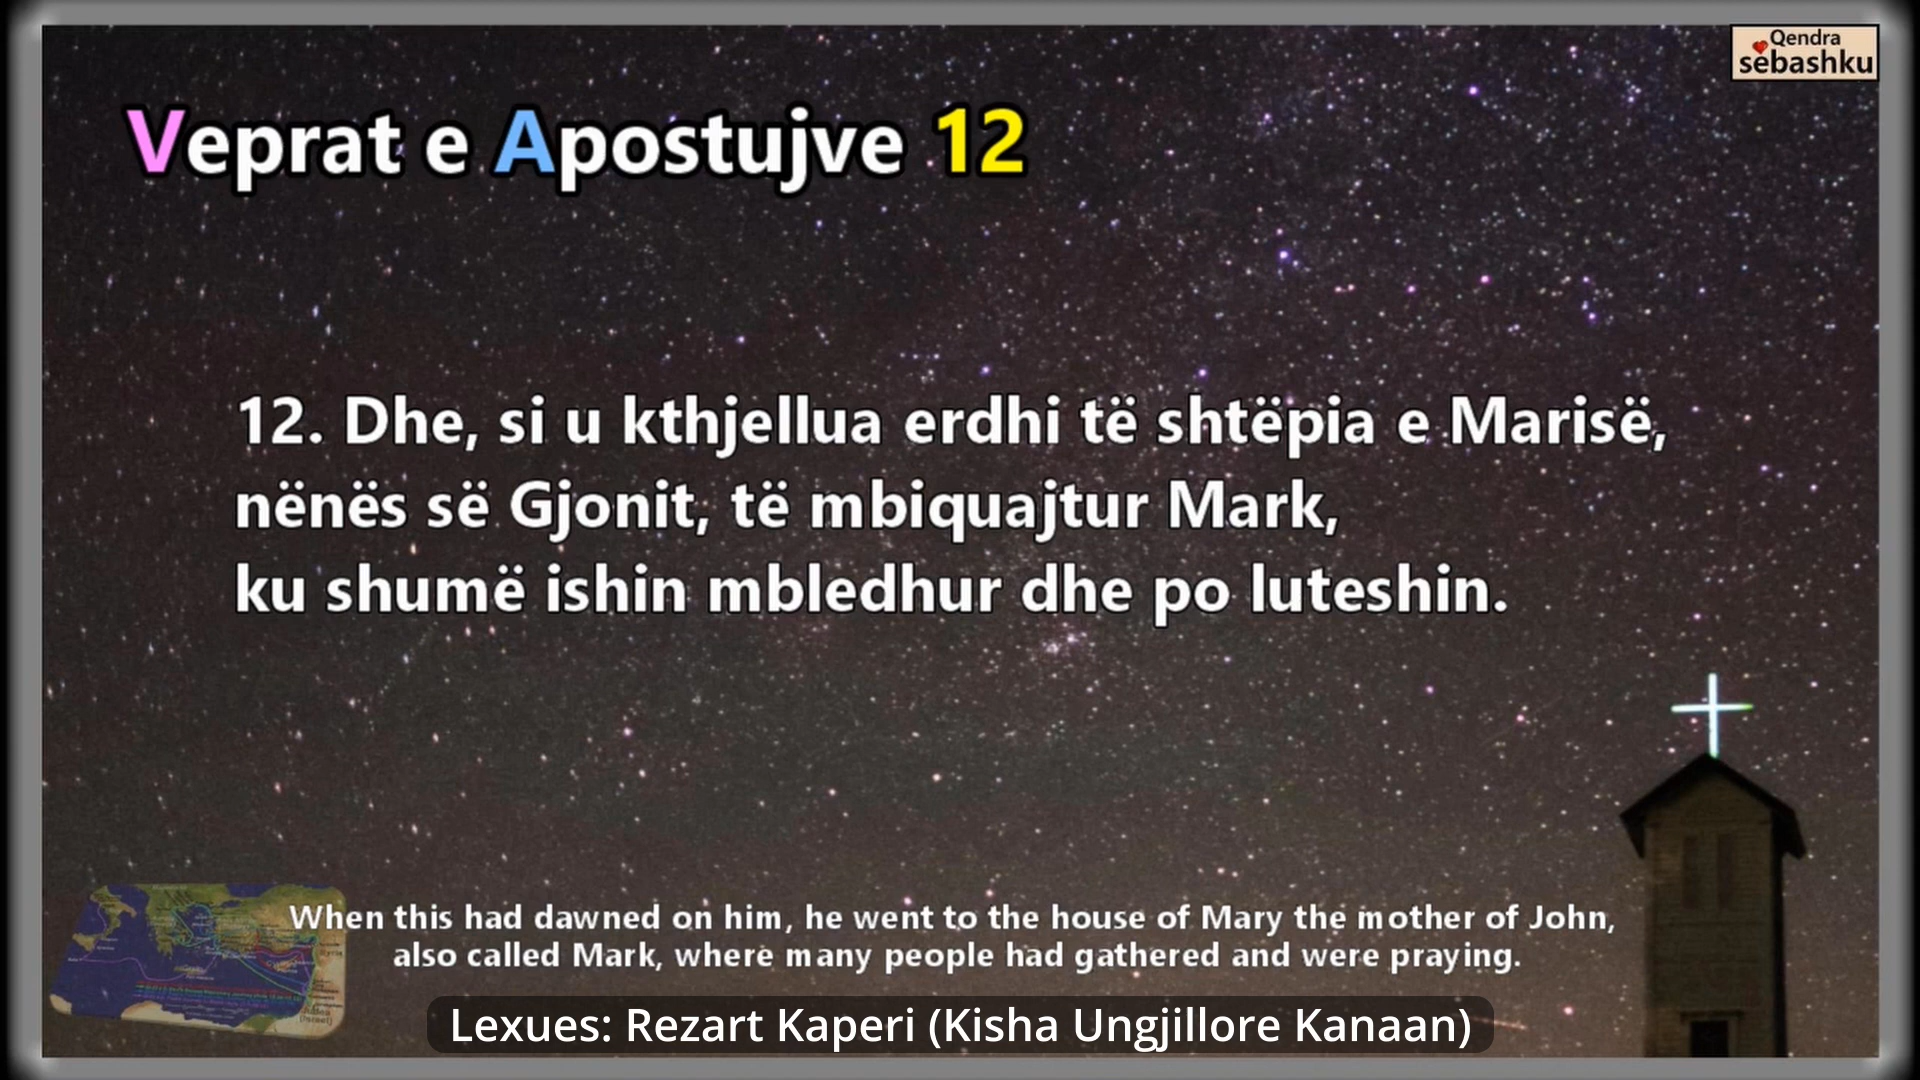 Qendra
sëbashku
Veprat e Apostujve 12
12. Dhe, si u kthjellua erdhi të shtëpia e Marisë,
nënës së Gjonit, të mbiquajtur Mark,
ku shumë ishin mbledhur dhe po luteshin.
When this had dawned on him, he went to the house of Mary the mother of John,
also called Mark, where many people had gathered and were praying.
Lexues: Rezart Kaperi (Kisha Ungjillore Kanaan)